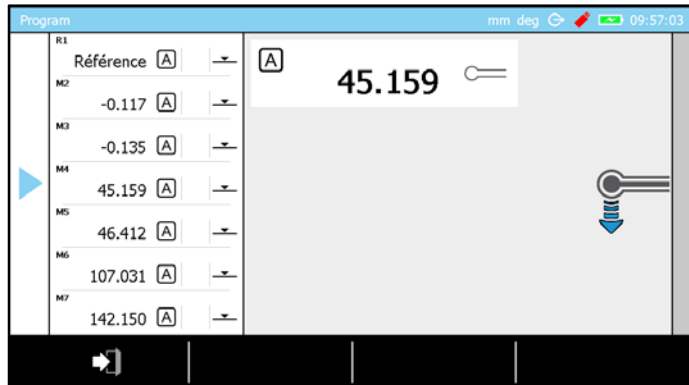 Program mm deg 09:57:03
R1
Référence A
M2
-0.117 A
M3
-0.135 A
M4
45.159 A
M5
46.412 A
M6
107.031 A
M7
142.150 A
A
45.159